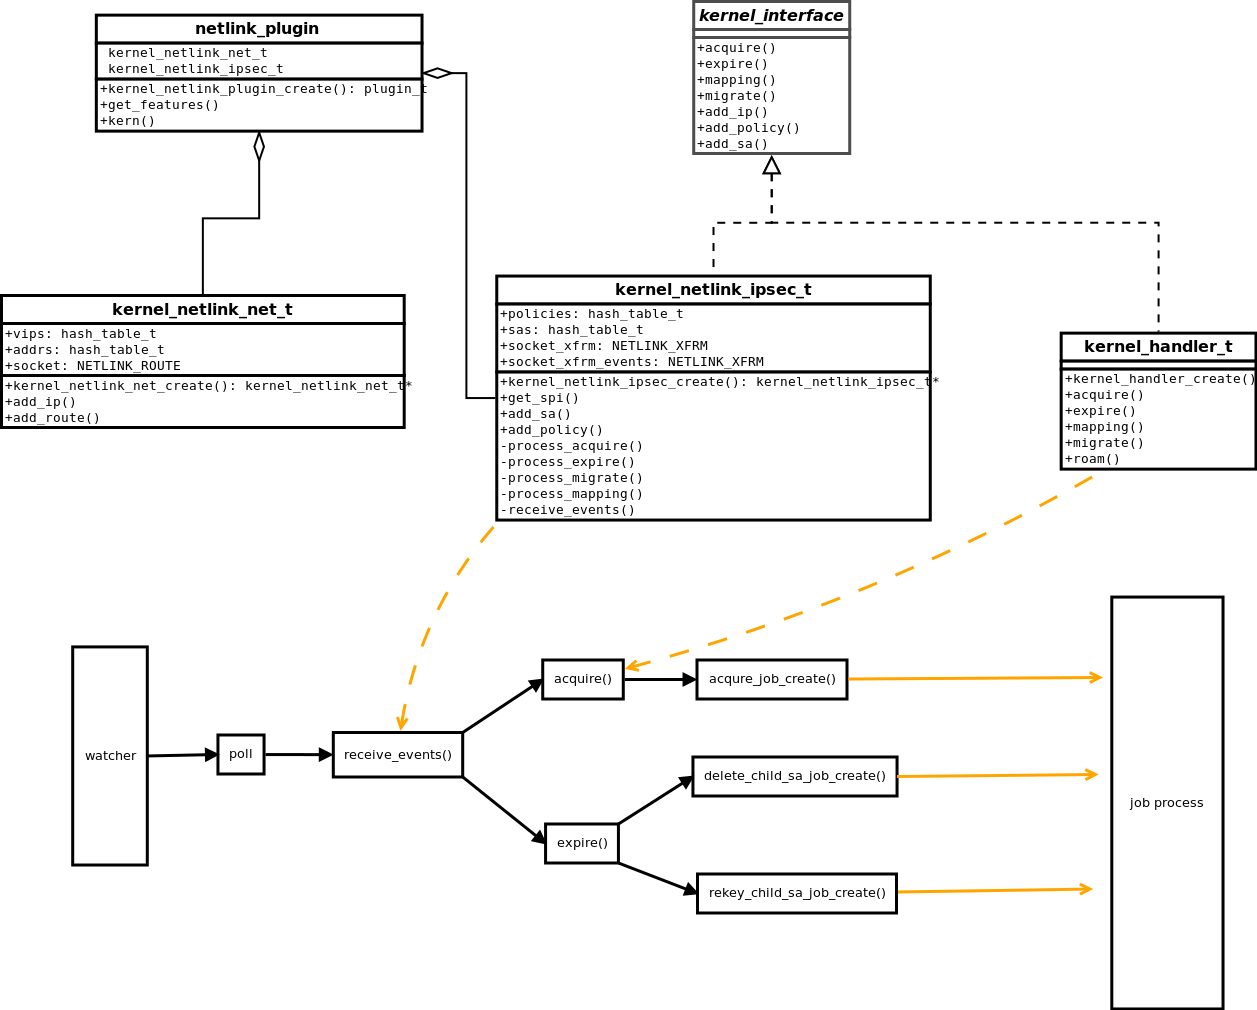 netlink_plugin
kernel_netlink_net_t
kernel_netlink_ipsec_t
+kernel_netlink_plugin_create(): plugin_t
+get_features()
+kern()
kernel_interface
+acquire()
+expire()
+mapping()
+migrate()
+add_ip()
+add_policy()
+add_sa()
kernel_netlink_net_t
+vips: hash_table_t
+addrs: hash_table_t
+socket: NETLINK_ROUTE
+kernel_netlink_net_create(): kernel_netlink_net_t*
+add_ip()
+add_route()
kernel_netlink_ipsec_t
+policies: hash_table_t
+sas: hash_table_t
+socket_xfrm: NETLINK_XFRM
+socket_xfrm_events: NETLINK_XFRM
+kernel_netlink_ipsec_create(): kernel_netlink_ipsec_t*
+get_spi()
+add_sa()
+add_policy()
-process_acquire()
-process_expire()
-process_migrate()
-process_mapping()
-receive_events()
kernel_handler_t
+kernel_handler_create()
+acquire()
+expire()
+mapping()
+migrate()
+roam()
watcher
poll
receive_events()
acquire()
acqure_job_create()
expire()
delete_child_sa_job_create()
rekey_child_sa_job_create()
job process